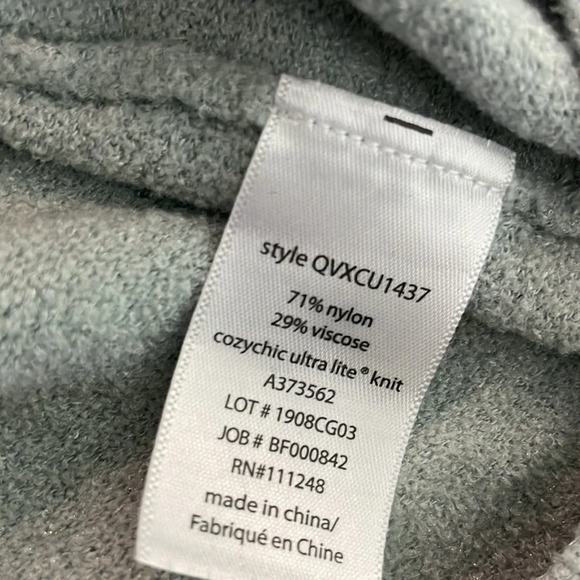 style QVXCU1437
71% nylon
29% viscose
cozychic ultra lite® knit
A373562
LOT # 1908CG03
JOB # BF000842
RN#111248
made in china/
Fabriqué en Chine